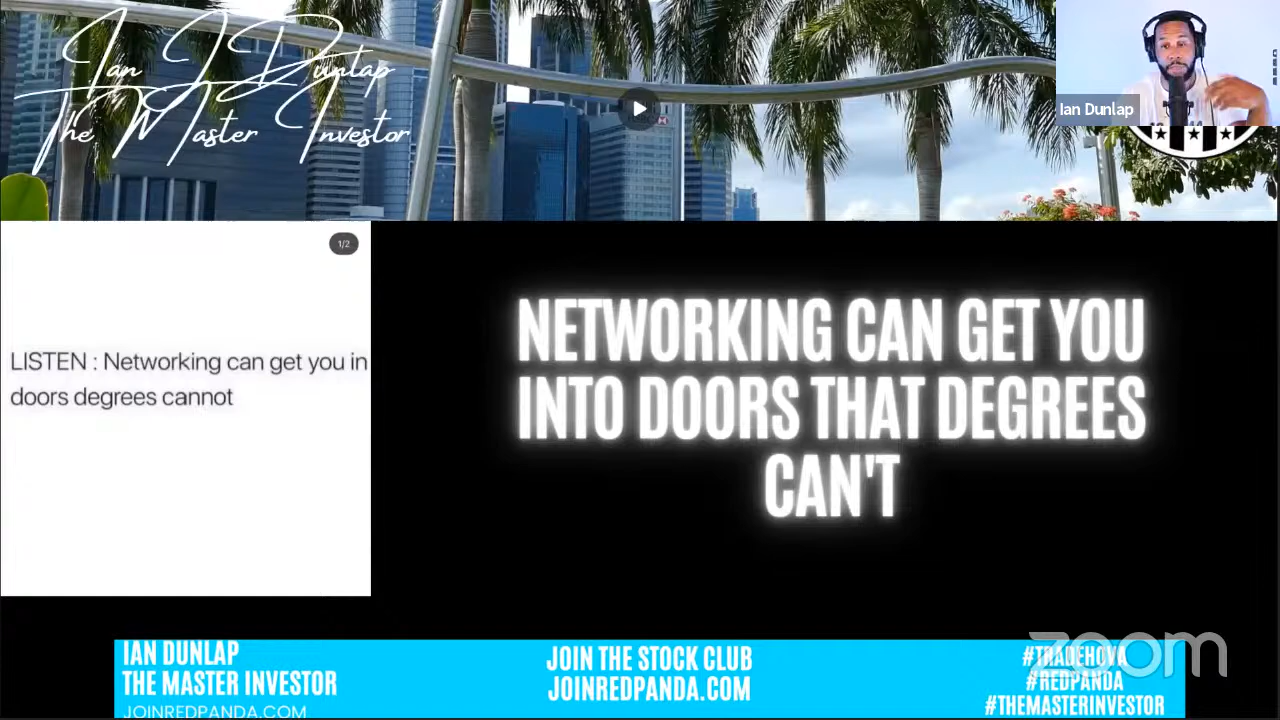 Ian J Dunlap
The Master Investor
Ian Dunlap
1/2
LISTEN : Networking can get you in
doors degrees cannot
NETWORKING CAN GET YOU
INTO DOORS THAT DEGREES
CAN'T
IAN DUNLAP
THE MASTER INVESTOR
JOINREDPANDA.COM
JOIN THE STOCK CLUB
JOINREDPANDA.COM
zoom
#TRADEHOVA
#REDPANDA
#THEMASTERINVESTOR